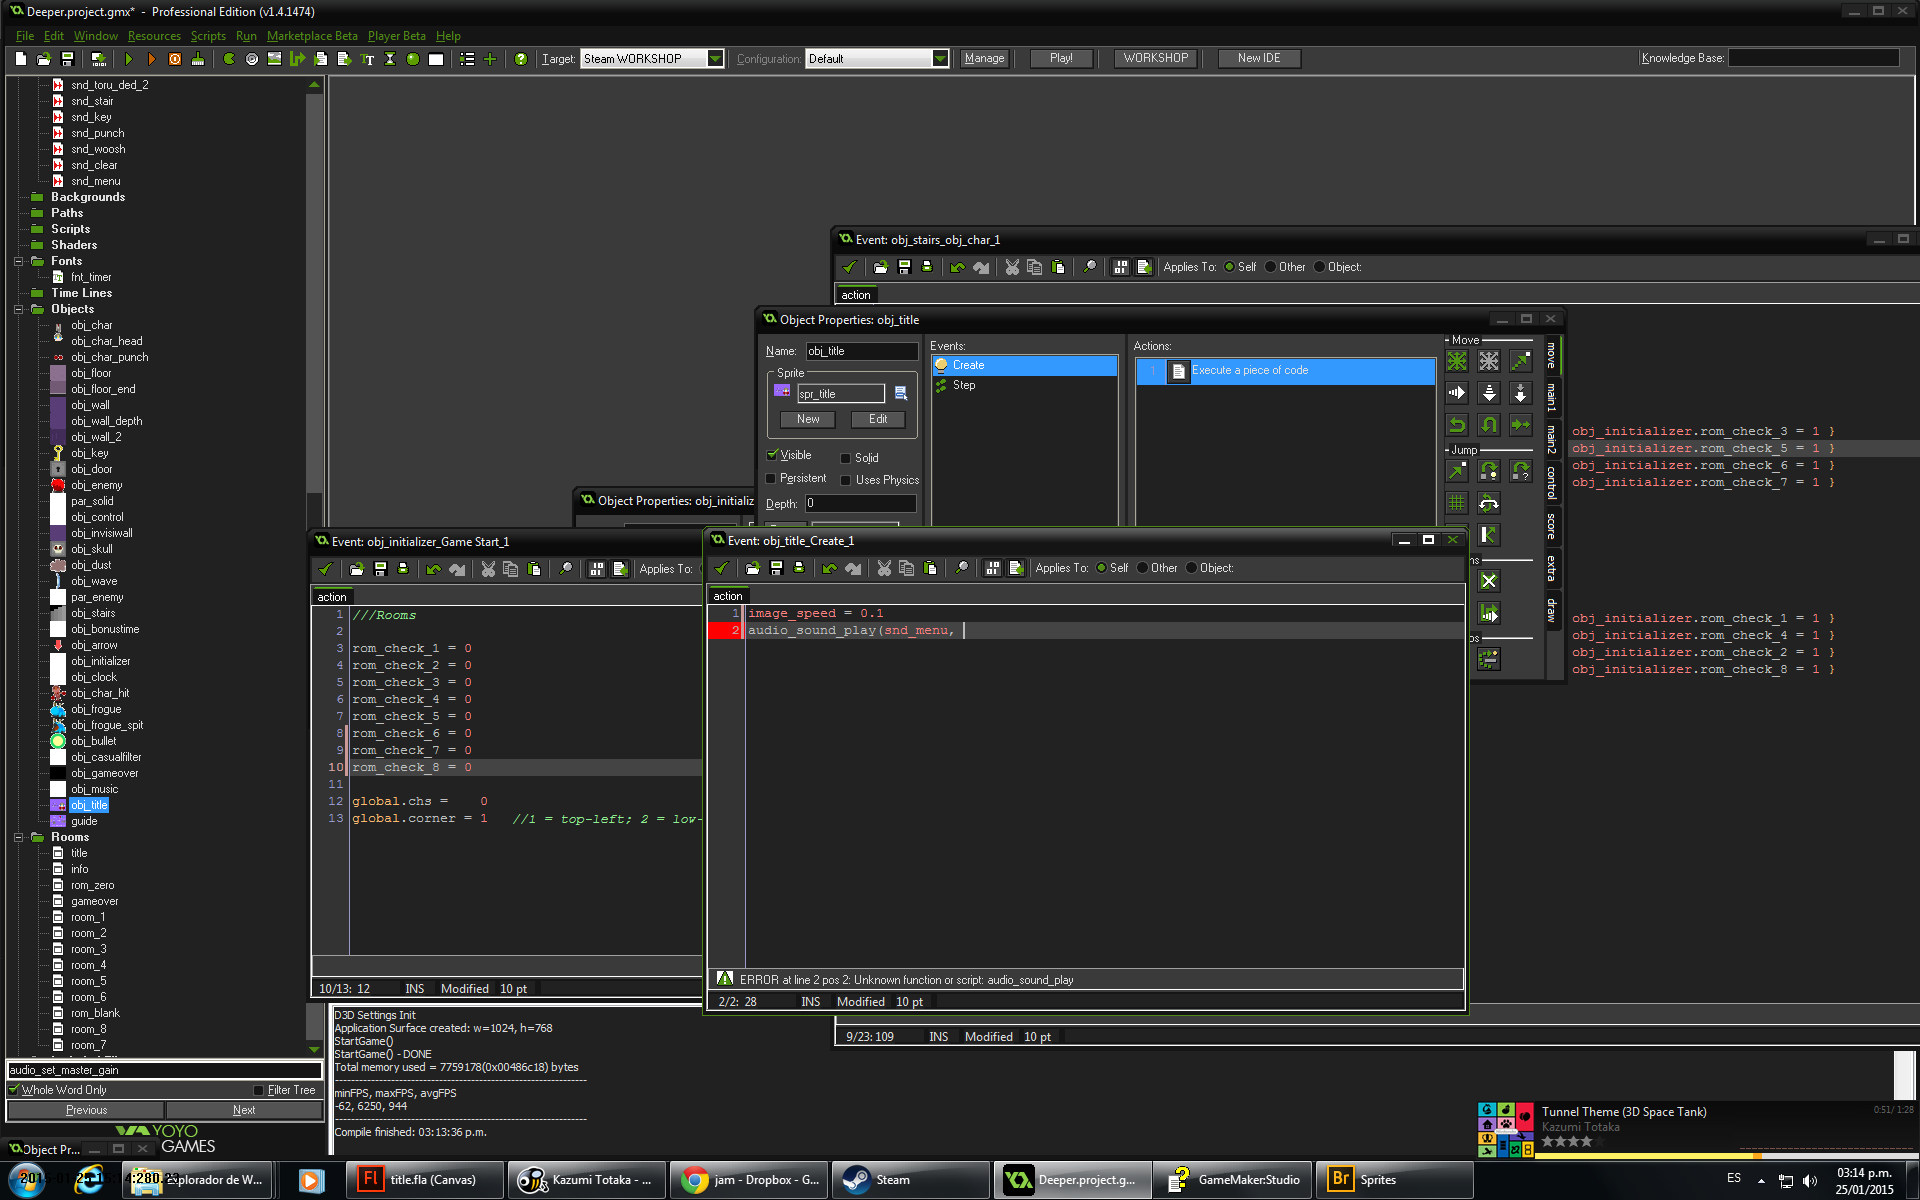 Deeper.project.gmx* - Professional Edition (v1.4.1474)
File Edit Window Resources Scripts Run Marketplace Beta Player Beta Help
Target: Steam WORKSHOP Configuration: Default Manage Play! WORKSHOP New IDE Knowledge Base:
snd_toru_ded_2
snd_stair
snd_key
snd_punch
snd_woosh
snd_clear
snd_menu
Backgrounds
Paths
Scripts
Shaders
Fonts
fnt_timer
Time Lines
Objects
obj_char
obj_char_head
obj_char_punch
obj_floor
obj_floor_end
obj_wall
obj_wall_depth
obj_wall_2
obj_key
obj_door
obj_enemy
par_solid
obj_control
obj_invisiwall
obj_skull
obj_dust
obj_wave
par_enemy
obj_stairs
obj_bonustime
obj_arrow
obj_initializer
obj_clock
obj_char_hit
obj_frogue
obj_frogue_spit
obj_bullet
obj_casualfilter
obj_gameover
obj_music
obj_title
guide
Rooms
title
info
rom_zero
gameover
room_1
room_2
room_3
room_4
room_5
room_6
rom_blank
room_8
room_7
audio_set_master_gain
Whole Word Only Filter Tree
Previous Next
YOYO
GAMES
Object Pr...
Event: obj_stairs_obj_char_1
Applies To: Self Other Object:
action
obj_initializer.rom_check_3 = 1 }
obj_initializer.rom_check_5 = 1 }
obj_initializer.rom_check_6 = 1 }
obj_initializer.rom_check_7 = 1 }
obj_initializer.rom_check_1 = 1 }
obj_initializer.rom_check_4 = 1 }
obj_initializer.rom_check_2 = 1 }
obj_initializer.rom_check_8 = 1 }
9/23: 109 INS Modified 10 pt
Object Properties: obj_title
Name: obj_title
Sprite
spr_title
New Edit
Visible Solid
Persistent Uses Physics
Depth: 0
Events:
Create
Step
Actions:
1 Execute a piece of code
Move
Jump
move
main1
main2
control
score
extra
draw
Object Properties: obj_initializ
Event: obj_initializer_Game Start_1
Applies To:
action
1 ///Rooms
2
3 rom_check_1 = 0
4 rom_check_2 = 0
5 rom_check_3 = 0
6 rom_check_4 = 0
7 rom_check_5 = 0
8 rom_check_6 = 0
9 rom_check_7 = 0
10 rom_check_8 = 0
11
12 global.chs = 0
13 global.corner = 1 //1 = top-left; 2 = low-
10/13: 12 INS Modified 10 pt
Event: obj_title_Create_1
Applies To: Self Other Object:
action
1 image_speed = 0.1
2 audio_sound_play(snd_menu,
ERROR at line 2 pos 2: Unknown function or script: audio_sound_play
2/2: 28 INS Modified 10 pt
D3D Settings Init
Application Surface created: w=1024, h=768
StartGame()
StartGame() - DONE
Total memory used = 7759178(0x00486c18) bytes
minFPS, maxFPS, avgFPS
-62, 6250, 944
Compile finished: 03:13:36 p.m.
Tunnel Theme (3D Space Tank) 0:51/ 1:28
Kazumi Totaka
Explorador de W... title.fla (Canvas) Kazumi Totaka - ... jam - Dropbox - G... Steam Deeper.project.g... GameMaker:Studio Sprites
ES 03:14 p.m.
25/01/2015